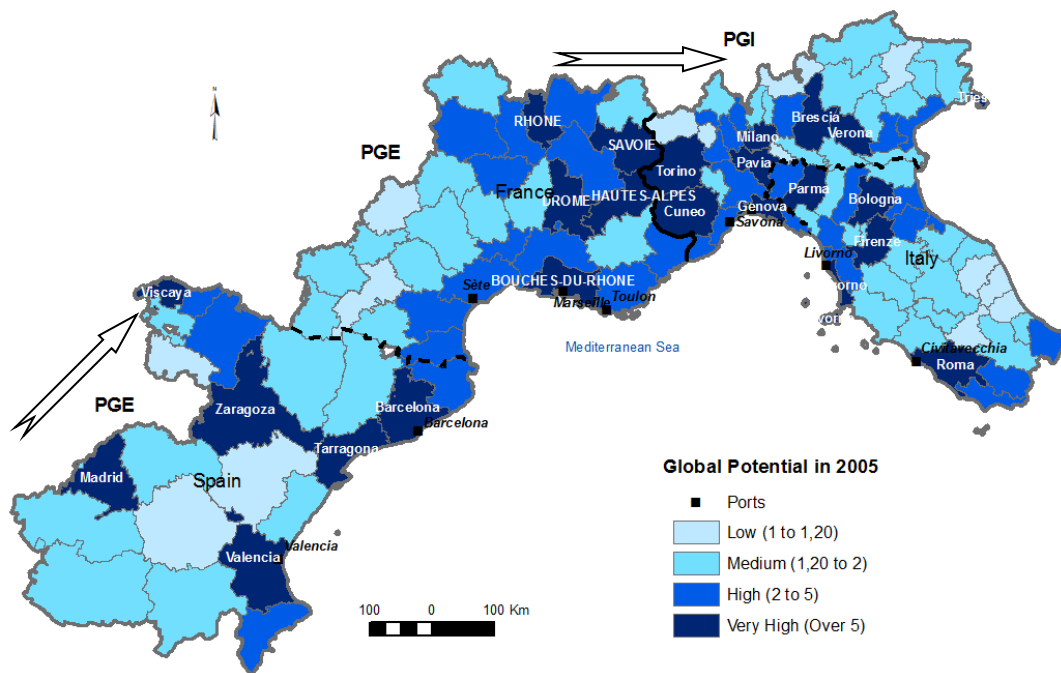 PGI
PGE
PGE
RHONE
SAVOIE
France
DROME
HAUTES-ALPES
BOUCHES-DU-RHONE
Sète
Marseille
Toulon
Torino
Cuneo
Milano
Brescia
Verona
Pavia
Parma
Genova
Savona
Bologna
Firenze
Livorno
Italy
Civitavecchia
Roma
Mediterranean Sea
Viscaya
Zaragoza
Barcelona
Barcelona
Tarragona
Madrid
Spain
Valencia
Valencia
Global Potential in 2005
Ports
Low (1 to 1,20)
Medium (1,20 to 2)
High (2 to 5)
Very High (Over 5)
100 0 100 Km